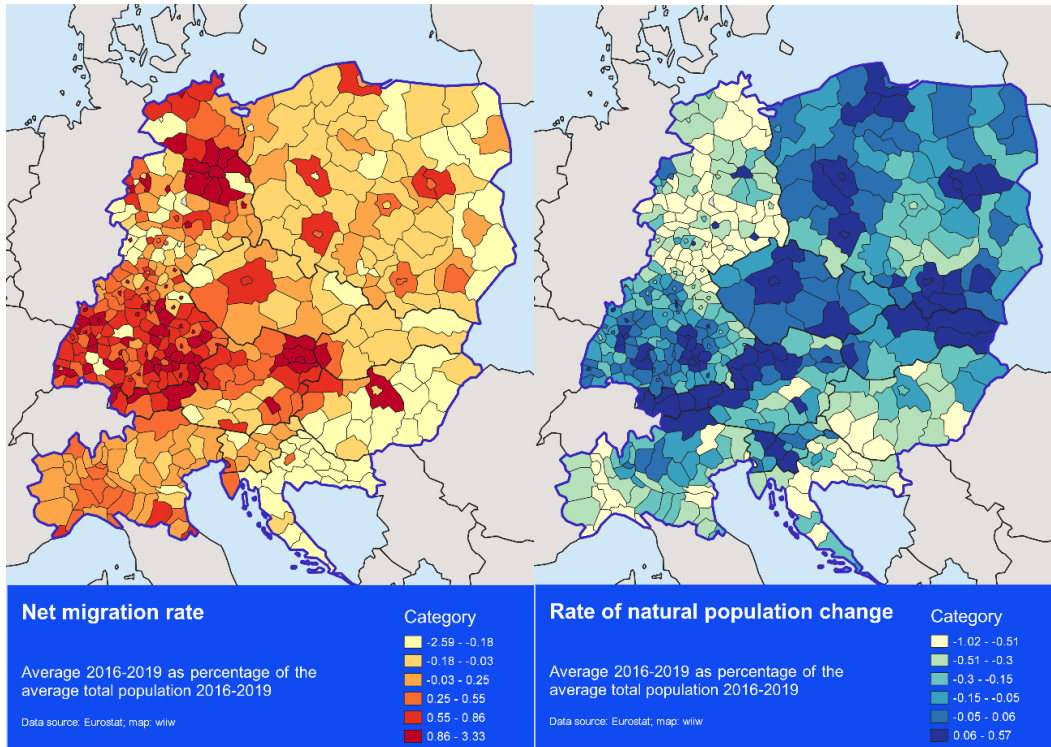 Net migration rate
Average 2016-2019 as percentage of the
average total population 2016-2019
Data source: Eurostat; map: wiiw
Category
-2.59 - -0.18
-0.18 - -0.03
-0.03 - 0.25
0.25 - 0.55
0.55 - 0.86
0.86 - 3.33
Rate of natural population change
Average 2016-2019 as percentage of the
average total population 2016-2019
Data source: Eurostat; map: wiiw
Category
-1.02 - -0.51
-0.51 - -0.3
-0.3 - -0.15
-0.15 - -0.05
-0.05 - 0.06
0.06 - 0.57